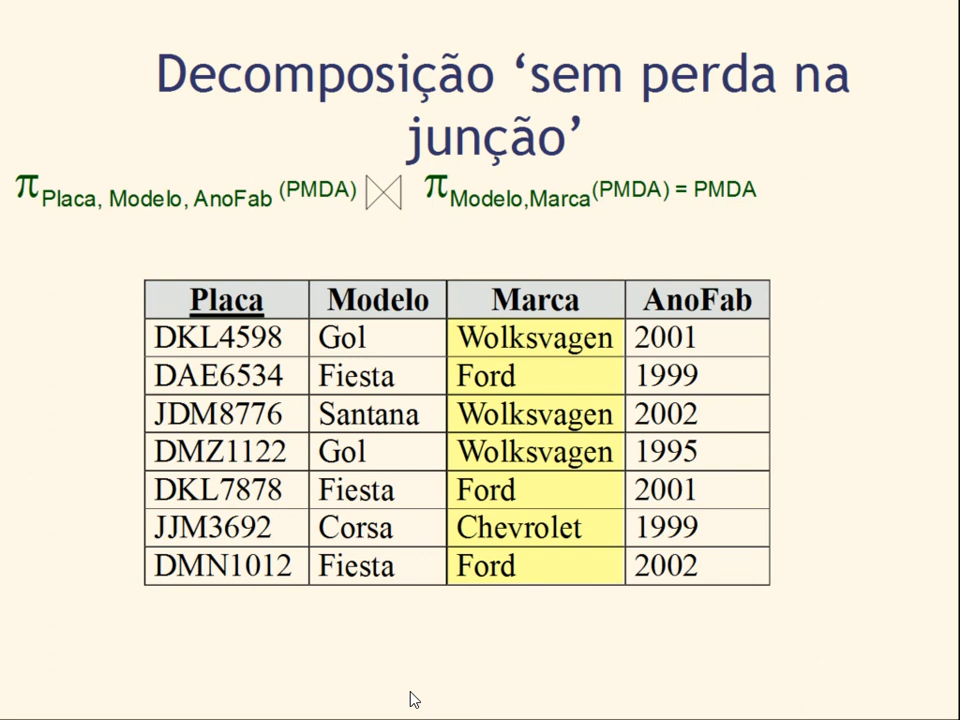 Decomposição ‘sem perda na
junção’
π Placa, Modelo, AnoFab (PMDA) ⋈ π Modelo,Marca(PMDA) = PMDA
Placa Modelo Marca AnoFab
DKL4598 Gol Wolksvagen 2001
DAE6534 Fiesta Ford 1999
JDM8776 Santana Wolksvagen 2002
DMZ1122 Gol Wolksvagen 1995
DKL7878 Fiesta Ford 2001
JJM3692 Corsa Chevrolet 1999
DMN1012 Fiesta Ford 2002